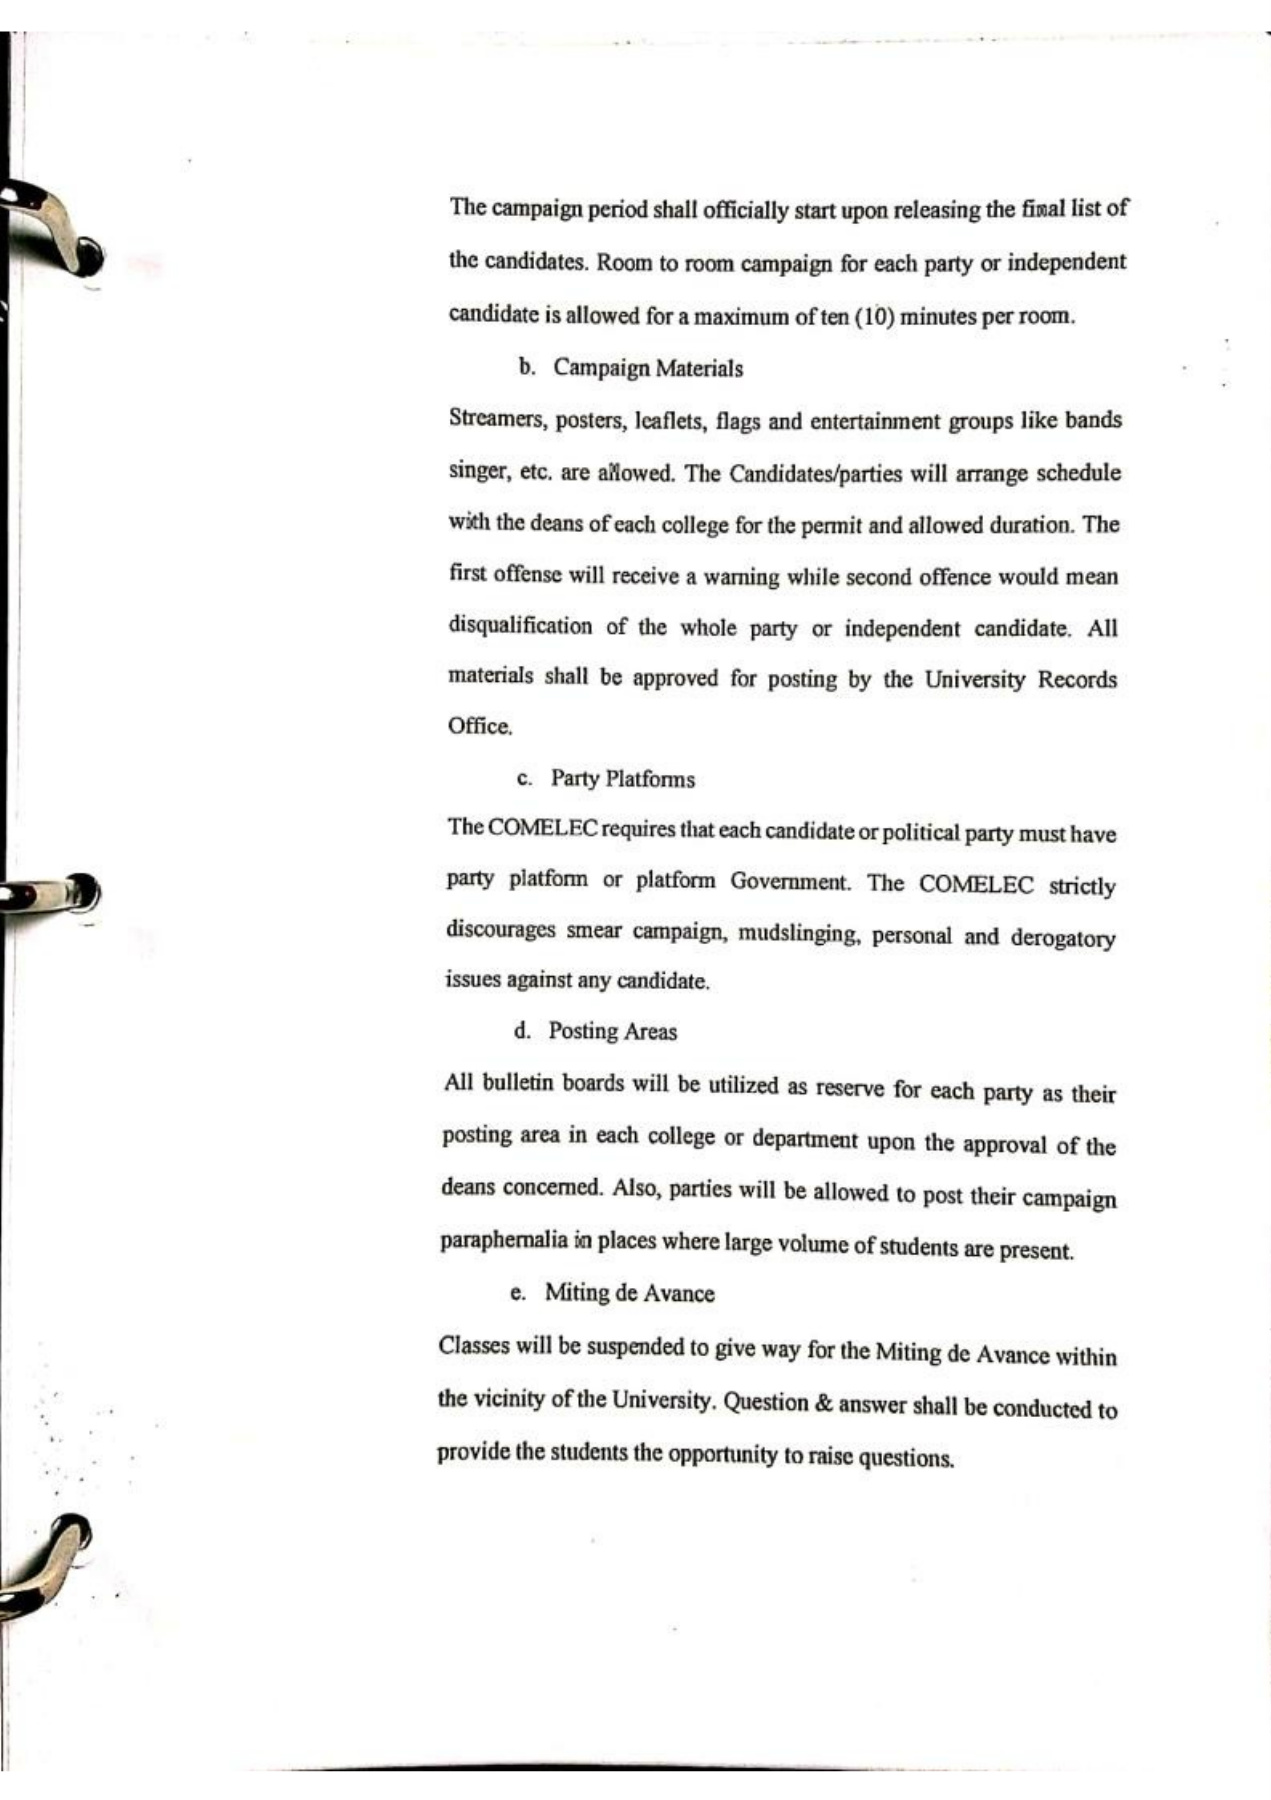 The campaign period shall officially start upon releasing the final list of
the candidates. Room to room campaign for each party or independent
candidate is allowed for a maximum of ten (10) minutes per room.
b. Campaign Materials
Streamers, posters, leaflets, flags and entertainment groups like bands
singer, etc. are allowed. The Candidates/parties will arrange schedule
with the deans of each college for the permit and allowed duration. The
first offense will receive a warning while second offence would mean
disqualification of the whole party or independent candidate. All
materials shall be approved for posting by the University Records
Office.
c. Party Platforms
The COMELEC requires that each candidate or political party must have
party platform or platform Government. The COMELEC strictly
discourages smear campaign, mudslinging, personal and derogatory
issues against any candidate.
d. Posting Areas
All bulletin boards will be utilized as reserve for each party as their
posting area in each college or department upon the approval of the
deans concerned. Also, parties will be allowed to post their campaign
paraphernalia in places where large volume of students are present.
e. Miting de Avance
Classes will be suspended to give way for the Miting de Avance within
the vicinity of the University. Question & answer shall be conducted to
provide the students the opportunity to raise questions.